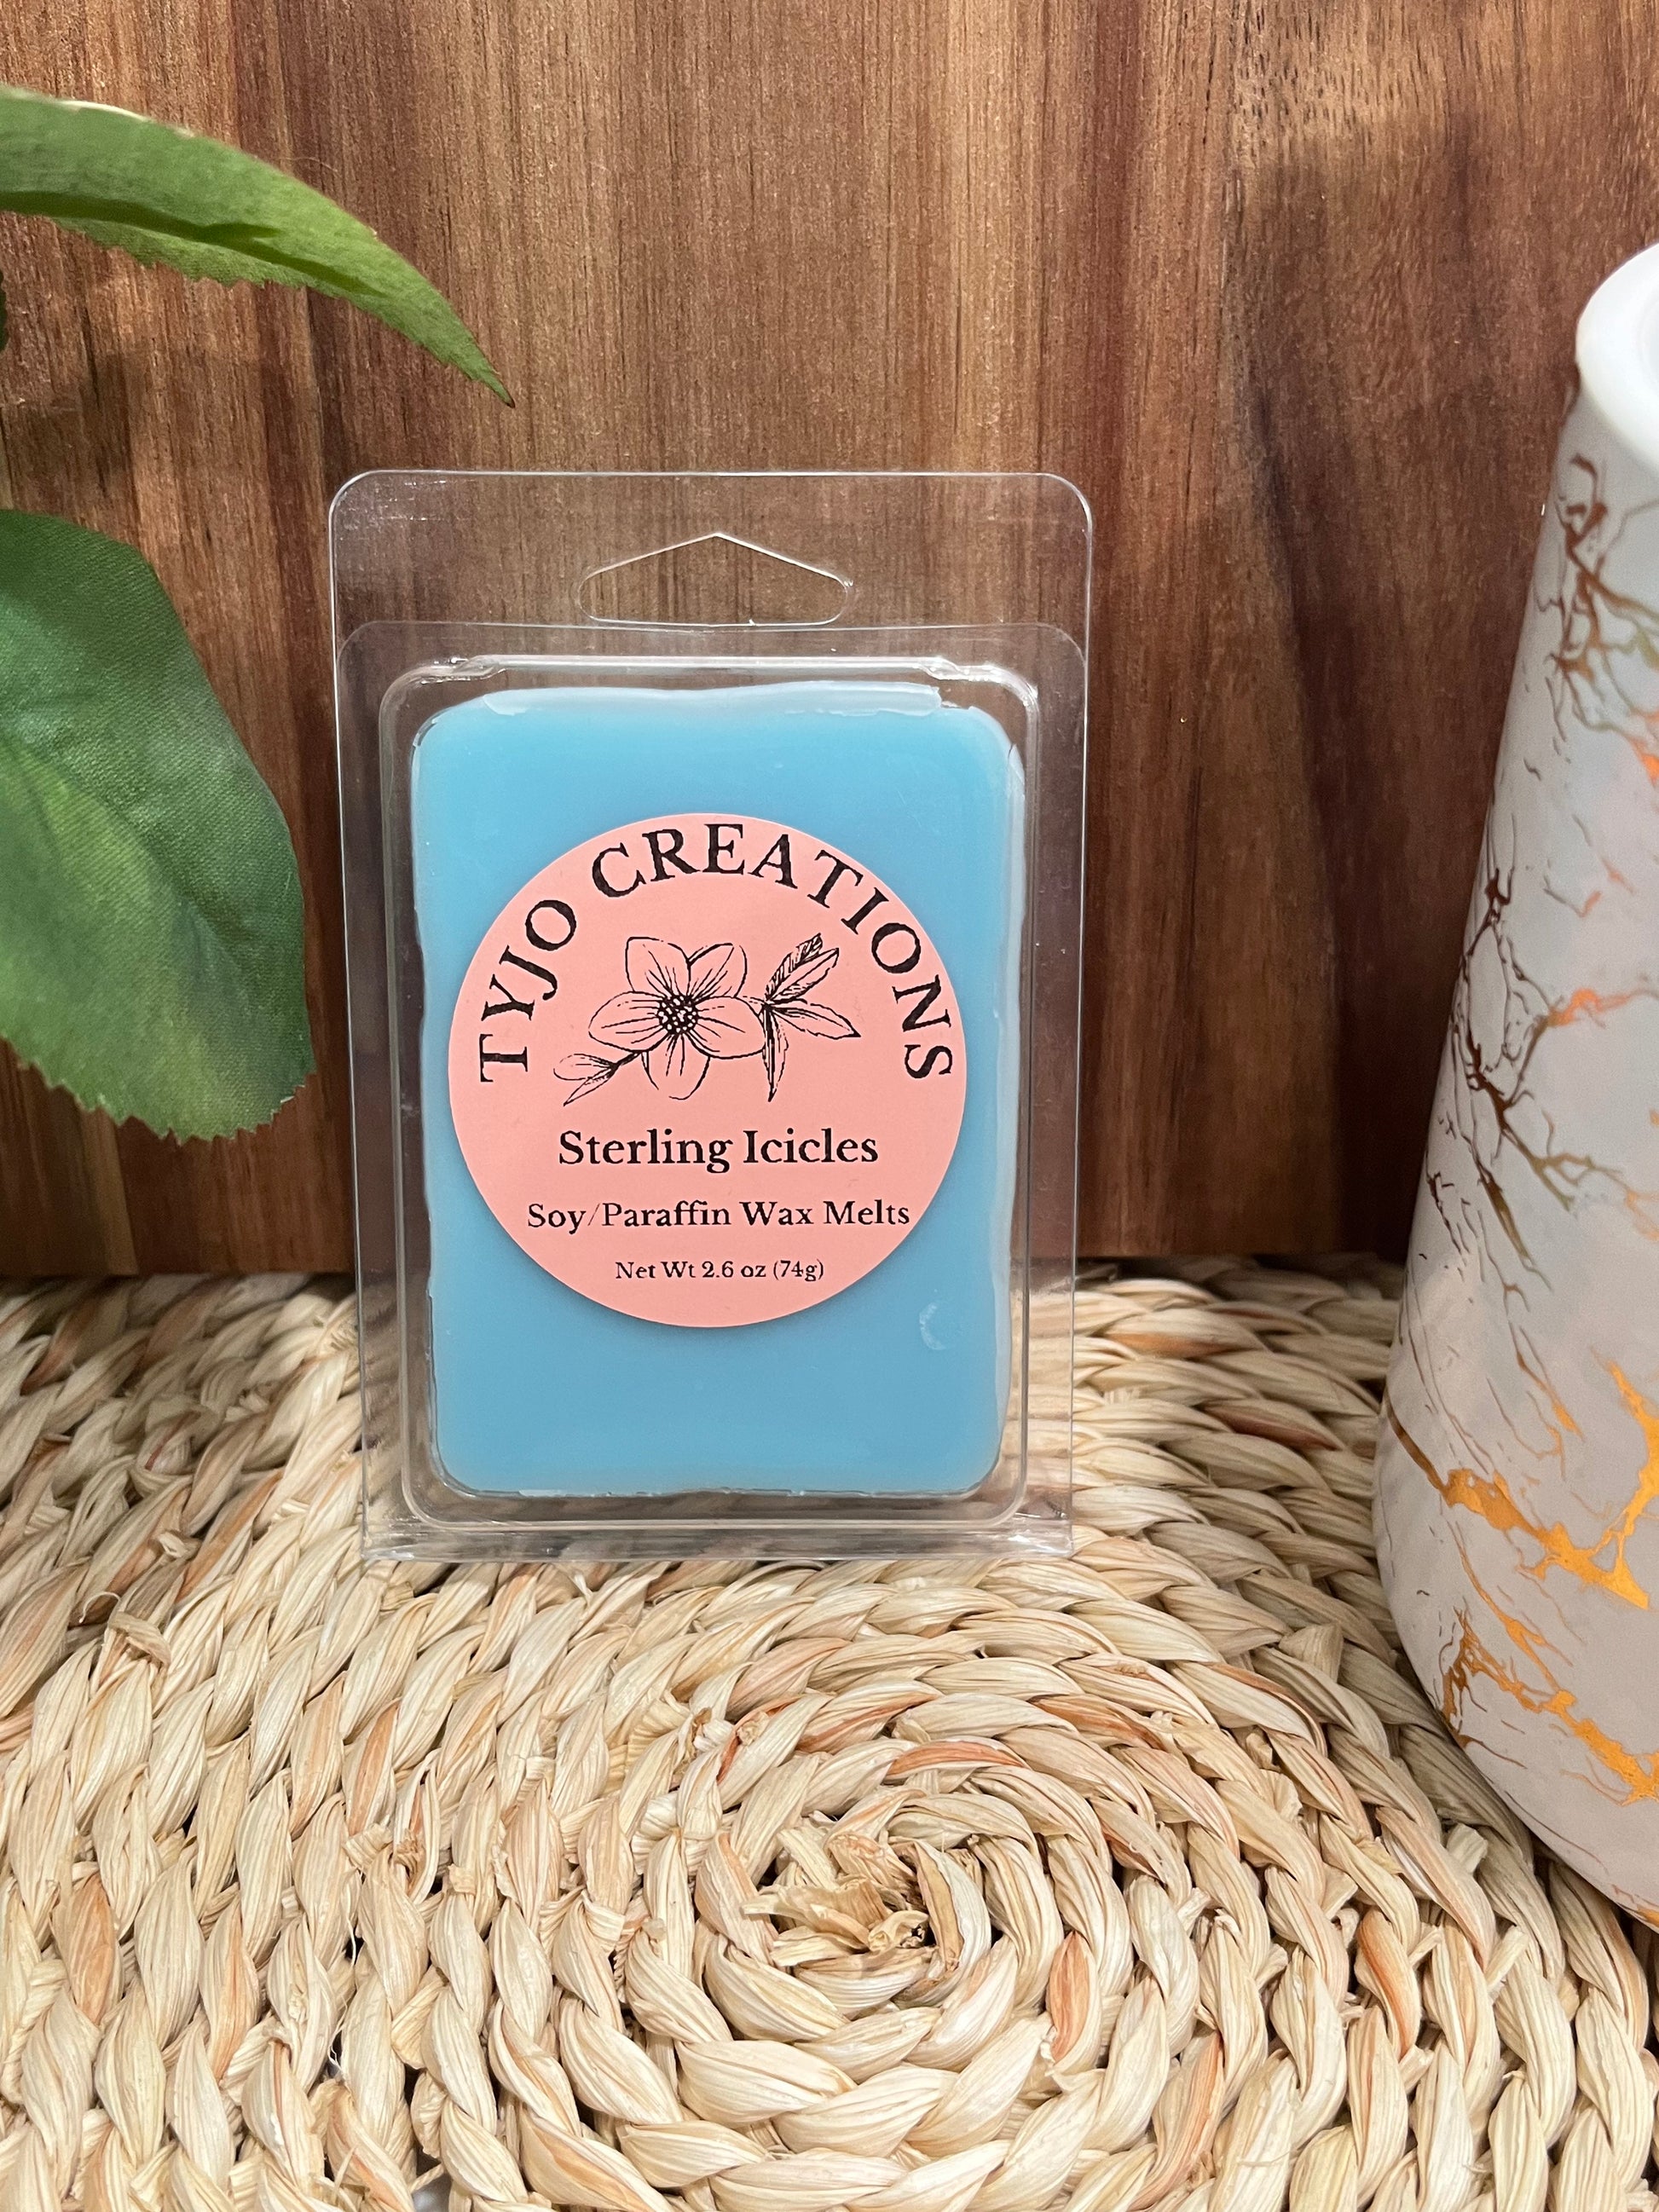 TYJO CREATIONS
Sterling Icicles
Soy/Paraffin Wax Melts
Net Wt 2.6 oz (74g)